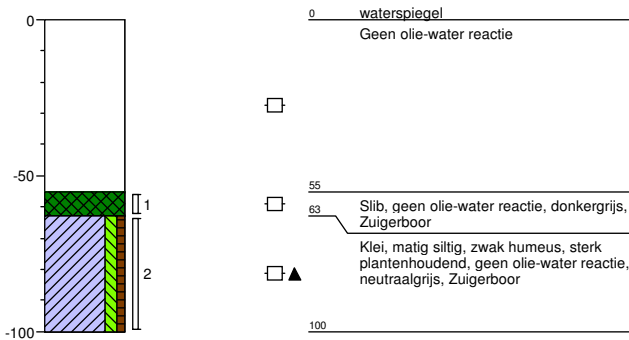 0
0
waterspiegel
Geen olie-water reactie
-50
55
1
Slib, geen olie-water reactie, donkergrijs,
63
Zuigerboor
Klei, matig siltig, zwak humeus, sterk
plantenhoudend, geen olie-water reactie,
2
neutraalgrijs, Zuigerboor
100
-100